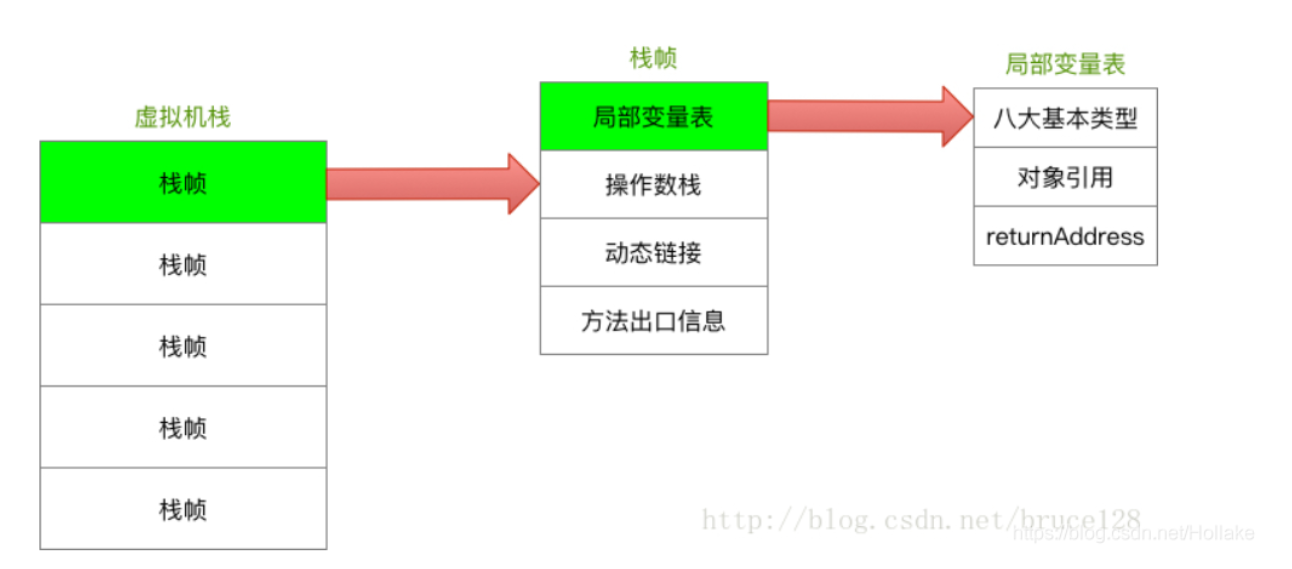 虚拟机栈
栈帧
栈帧
栈帧
栈帧
栈帧
栈帧
局部变量表
操作数栈
动态链接
方法出口信息
局部变量表
八大基本类型
对象引用
returnAddress
http://blog.csdn.net/bruce128
https://blog.csdn.net/Hollake